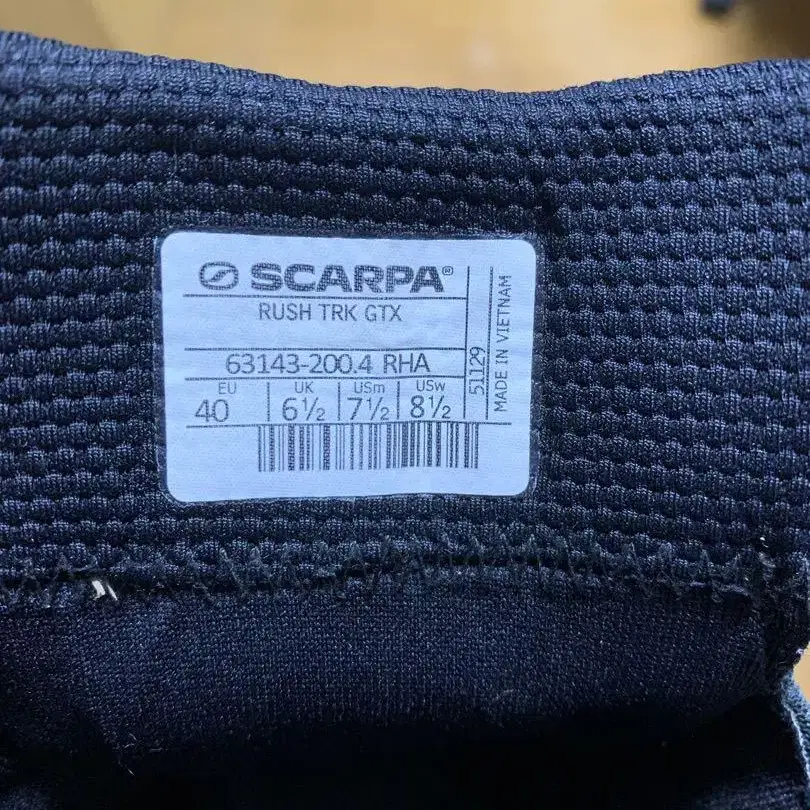 SCARPA®
RUSH TRK GTX
63143-200.4 RHA
EU UK USm USw
40 6½ 7½ 8½
51129
MADE IN VIETNAM